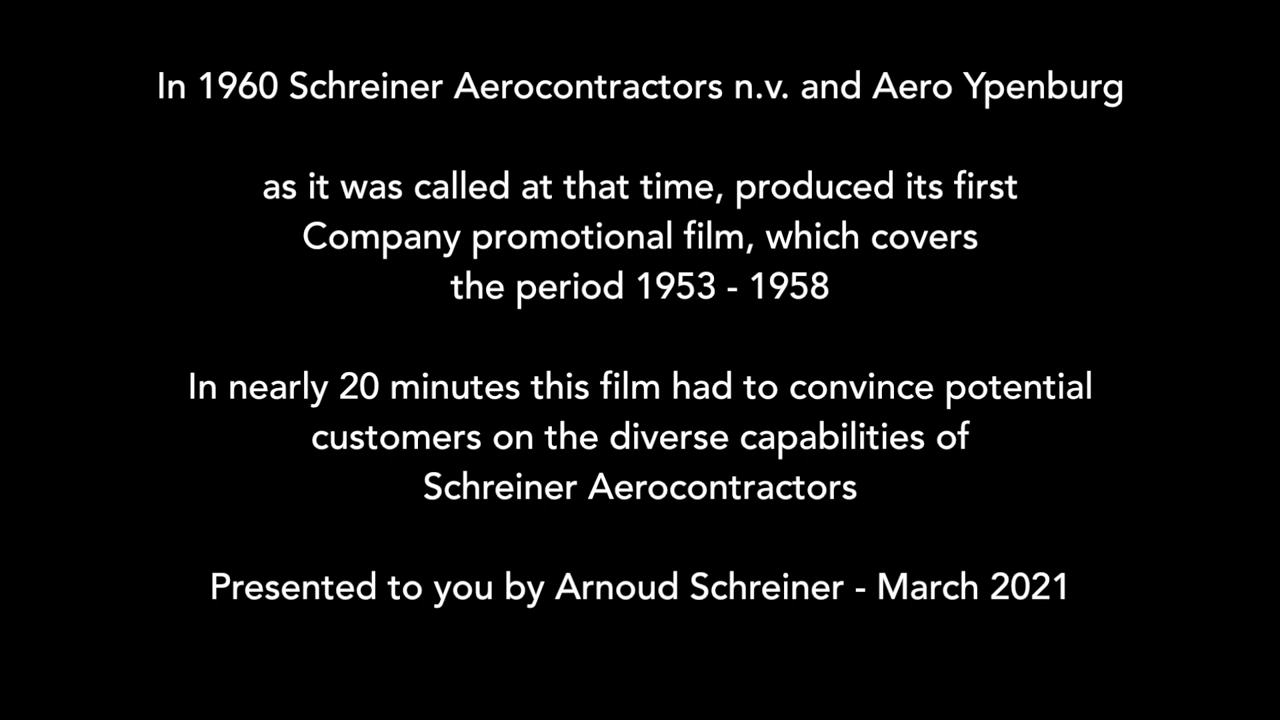 In 1960 Schreiner Aerocontractors n.v. and Aero Ypenburg
as it was called at that time, produced its first
Company promotional film, which covers
the period 1953 - 1958
In nearly 20 minutes this film had to convince potential
customers on the diverse capabilities of
Schreiner Aerocontractors
Presented to you by Arnoud Schreiner - March 2021